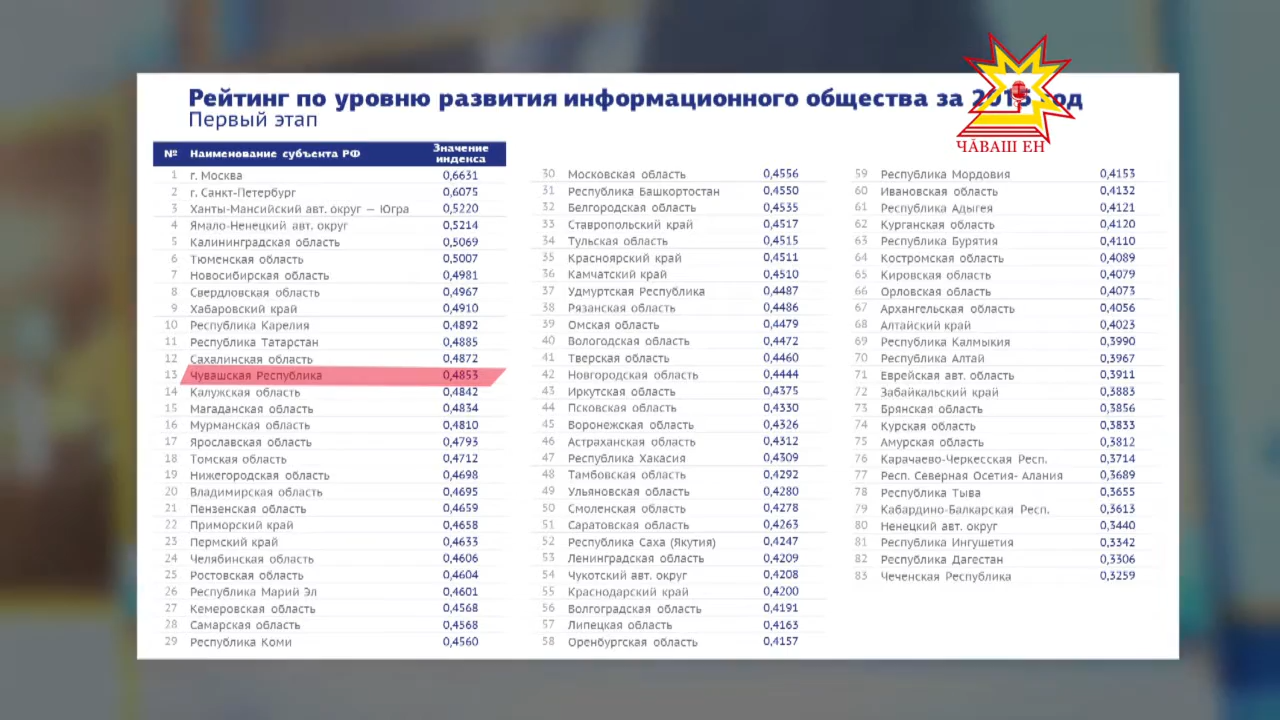 Рейтинг по уровню развития информационного общества за 2015 год
Первый этап
ЧӐВАШ ЕН
№ Наименование субъекта РФ Значение индекса
1 г. Москва 0,6631
2 г. Санкт-Петербург 0,6075
3 Ханты-Мансийский авт. округ — Югра 0,5220
4 Ямало-Ненецкий авт. округ 0,5214
5 Калининградская область 0,5069
6 Тюменская область 0,5007
7 Новосибирская область 0,4981
8 Свердловская область 0,4967
9 Хабаровский край 0,4910
10 Республика Карелия 0,4892
11 Республика Татарстан 0,4885
12 Сахалинская область 0,4872
13 Чувашская Республика 0,4853
14 Калужская область 0,4842
15 Магаданская область 0,4834
16 Мурманская область 0,4810
17 Ярославская область 0,4793
18 Томская область 0,4712
19 Нижегородская область 0,4698
20 Владимирская область 0,4695
21 Пензенская область 0,4659
22 Приморский край 0,4658
23 Пермский край 0,4633
24 Челябинская область 0,4606
25 Ростовская область 0,4604
26 Республика Марий Эл 0,4601
27 Кемеровская область 0,4568
28 Самарская область 0,4568
29 Республика Коми 0,4560
30 Московская область 0,4556
31 Республика Башкортостан 0,4550
32 Белгородская область 0,4535
33 Ставропольский край 0,4517
34 Тульская область 0,4515
35 Красноярский край 0,4511
36 Камчатский край 0,4510
37 Удмуртская Республика 0,4487
38 Рязанская область 0,4486
39 Омская область 0,4479
40 Вологодская область 0,4472
41 Тверская область 0,4460
42 Новгородская область 0,4444
43 Иркутская область 0,4375
44 Псковская область 0,4330
45 Воронежская область 0,4326
46 Астраханская область 0,4312
47 Республика Хакасия 0,4309
48 Тамбовская область 0,4292
49 Ульяновская область 0,4280
50 Смоленская область 0,4278
51 Саратовская область 0,4263
52 Республика Саха (Якутия) 0,4247
53 Ленинградская область 0,4209
54 Чукотский авт. округ 0,4208
55 Краснодарский край 0,4200
56 Волгоградская область 0,4191
57 Липецкая область 0,4163
58 Оренбургская область 0,4157
59 Республика Мордовия 0,4153
60 Ивановская область 0,4132
61 Республика Адыгея 0,4121
62 Курганская область 0,4120
63 Республика Бурятия 0,4110
64 Костромская область 0,4089
65 Кировская область 0,4079
66 Орловская область 0,4073
67 Архангельская область 0,4056
68 Алтайский край 0,4023
69 Республика Калмыкия 0,3990
70 Республика Алтай 0,3967
71 Еврейская авт. область 0,3911
72 Забайкальский край 0,3883
73 Брянская область 0,3856
74 Курская область 0,3833
75 Амурская область 0,3812
76 Карачаево-Черкесская Респ. 0,3714
77 Респ. Северная Осетия- Алания 0,3689
78 Республика Тыва 0,3655
79 Кабардино-Балкарская Респ. 0,3613
80 Ненецкий авт. округ 0,3440
81 Республика Ингушетия 0,3342
82 Республика Дагестан 0,3306
83 Чеченская Республика 0,3259